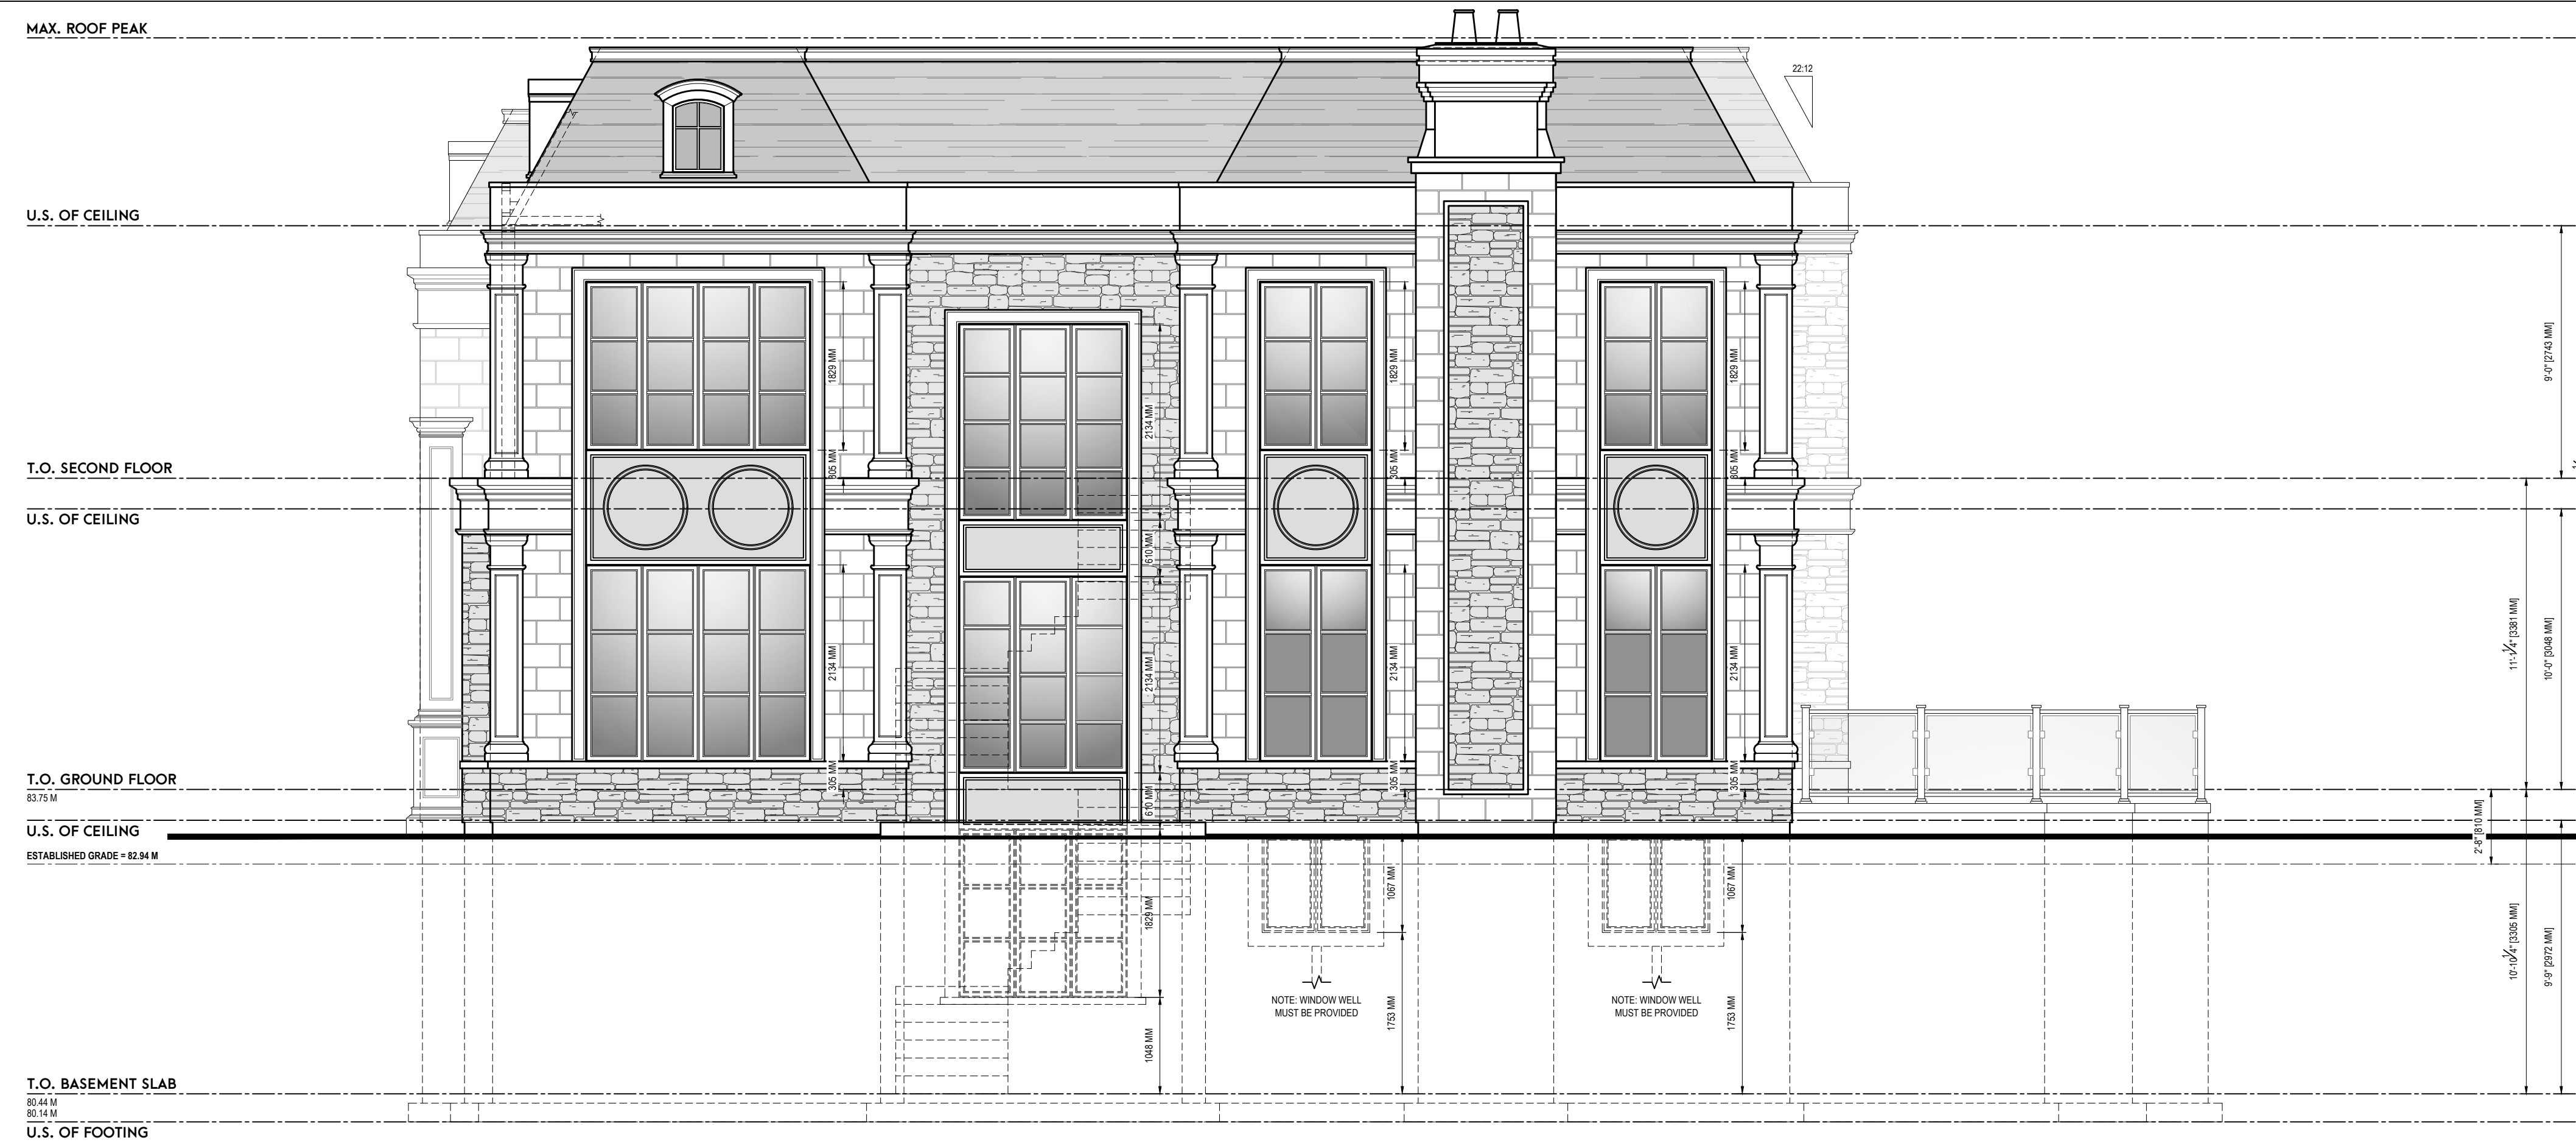 MAX. ROOF PEAK
22:12
U.S. OF CEILING
9'-0" [2743 MM]
1829 MM
1829 MM
1829 MM
2134 MM
305 MM
305 MM
305 MM
T.O. SECOND FLOOR
U.S. OF CEILING
610 MM
2134 MM
2134 MM
2134 MM
2134 MM
11'-1 1/4" [3381 MM]
10'-0" [3048 MM]
305 MM
305 MM
305 MM
610 MM
T.O. GROUND FLOOR
83.75 M
U.S. OF CEILING
2'-8" [810 MM]
ESTABLISHED GRADE = 82.94 M
1067 MM
1067 MM
1829 MM
10'-10 1/4" [3305 MM]
9'-9" [2972 MM]
NOTE: WINDOW WELL
MUST BE PROVIDED
NOTE: WINDOW WELL
MUST BE PROVIDED
1753 MM
1753 MM
1048 MM
T.O. BASEMENT SLAB
80.44 M
80.14 M
U.S. OF FOOTING